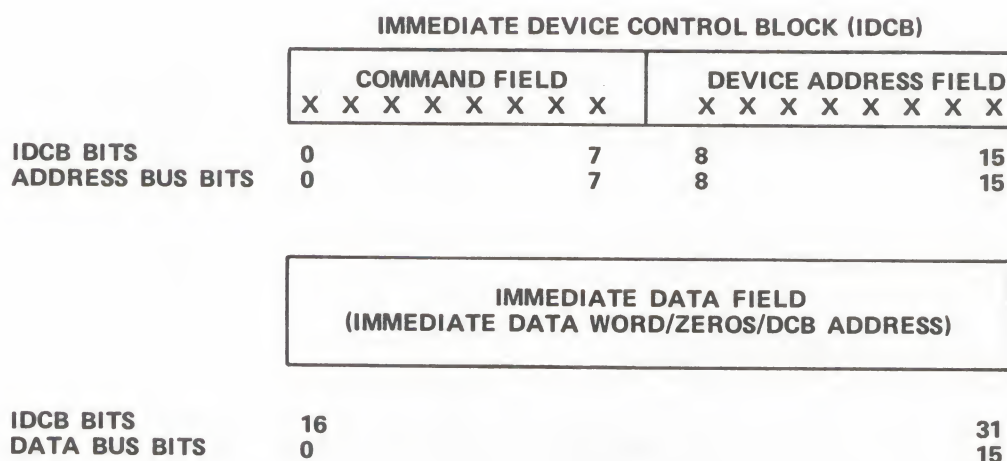 IMMEDIATE DEVICE CONTROL BLOCK (IDCB)
COMMAND FIELD DEVICE ADDRESS FIELD
X X X X X X X X X X X X X X X X
IDCB BITS 0 7 8 15
ADDRESS BUS BITS 0 7 8 15
IMMEDIATE DATA FIELD
(IMMEDIATE DATA WORD/ZEROS/DCB ADDRESS)
IDCB BITS 16 31
DATA BUS BITS 0 15